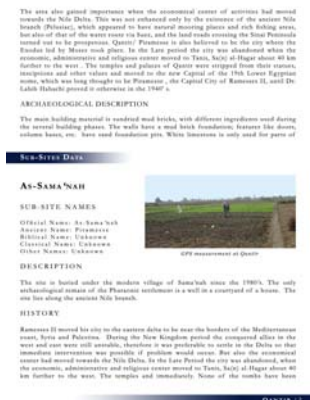 The area also gained importance when the economical center of activities had moved
towards the Nile Delta. This was not enhanced only by the existence of the ancient Nile
branch (Pelusiac), which appeared to have natural mooring places and rich fishing areas,
but also of that of the water route via boats, and the land roads crossing the Sinai Peninsula
turned out to be prosperous. Qantir/ Piramesse is also believed to be the city where the
Exodus led by Moses took place. In the Late period the city was abandoned when the
economic, administrative and religious center moved to Tanis, Sa(n) al-Hagar about 40 km
further to the west . The temples and palaces of Qantir were stripped from their statues,
inscriptions and other values and moved to the new Capital of the 19th Lower Egyptian
nome, which was long thought to be Piramesse , the Capital City of Ramesses II, until Dr.
Labib Habachi proved it otherwise in the 1940' s.
ARCHAEOLOGICAL DESCRIPTION
The main building material is sundried mud bricks, with different ingredients used during
the several building phases. The walls have a mud brick foundation; features like doors,
column bases, etc. have sand foundation pits. White limestone is only used for parts of
SUB-SITES DATA
AS-SAMA'NAH
SUB-SITE NAMES
Official Name: As-Sama'nah
Ancient Name: Piramesse
Biblical Name: Unknown
Classical Name: Unknown
Other Names: Unknown
GPS measurement at Qantir
DESCRIPTION
The site is buried under the modern village of Sama'nah since the 1980's. The only
archaeological remant of the Pharaonic settlement is a well in a courtyard of a house. The
site lies along the ancient Nile branch.
HISTORY
Ramesses II moved his city to the eastern delta to be near the borders of the Mediterranean
coast, Syria and Palestine. During the New Kingdom period the conquered allies in the
west and east were still unstable, therefore it was preferable to settle in the Delta so that
immediate intervention was possible if problem would occur. But also the economical
center had moved towards the Nile Delta. In the Late Period the city was abandoned, when
the economic, administrative and religious center moved to Tanis, Sa(n) al-Hagar about 40
km further to the west. The temples and immediately. None of the tombs have been
QANTIR